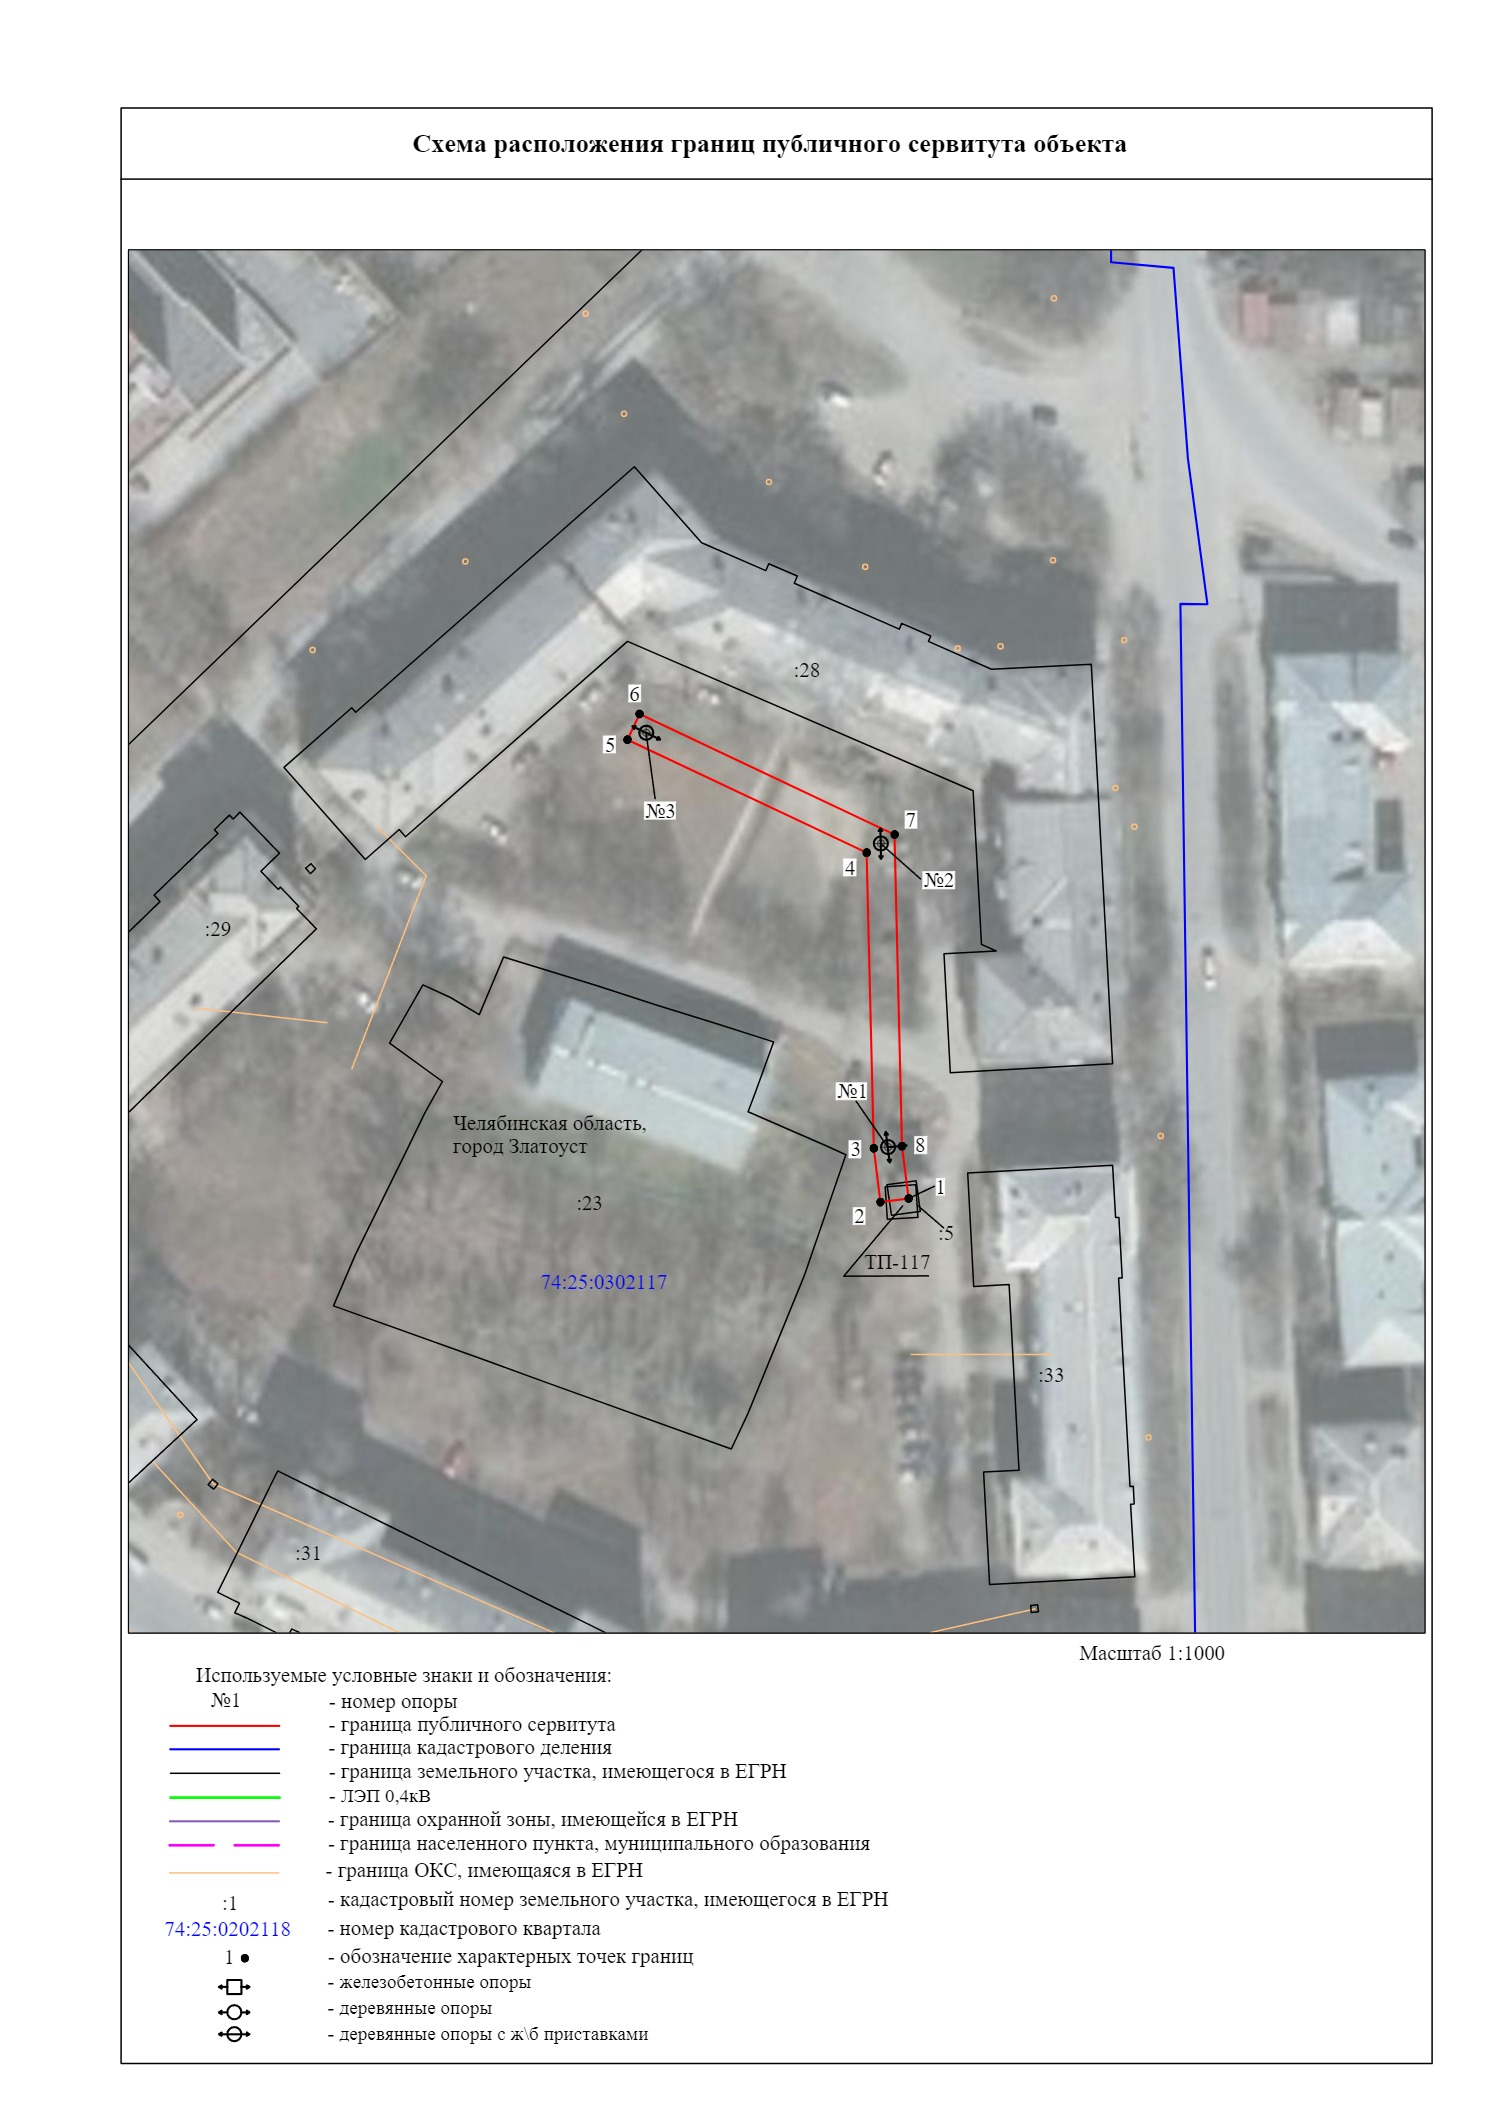 Схема расположения границ публичного сервитута объекта
:28
6
5
№3
7
4
№2
:29
№1
Челябинская область,
город Златоуст
3
8
1
:23
2
:5
ТП-117
74:25:0302117
:33
:31
Масштаб 1:1000
Используемые условные знаки и обозначения:
№1 - номер опоры
- граница публичного сервитута
- граница кадастрового деления
- граница земельного участка, имеющегося в ЕГРН
- ЛЭП 0,4кВ
- граница охранной зоны, имеющейся в ЕГРН
- граница населенного пункта, муниципального образования
- граница ОКС, имеющаяся в ЕГРН
:1 - кадастровый номер земельного участка, имеющегося в ЕГРН
74:25:0202118 - номер кадастрового квартала
1 - обозначение характерных точек границ
- железобетонные опоры
- деревянные опоры
- деревянные опоры с ж\б приставками